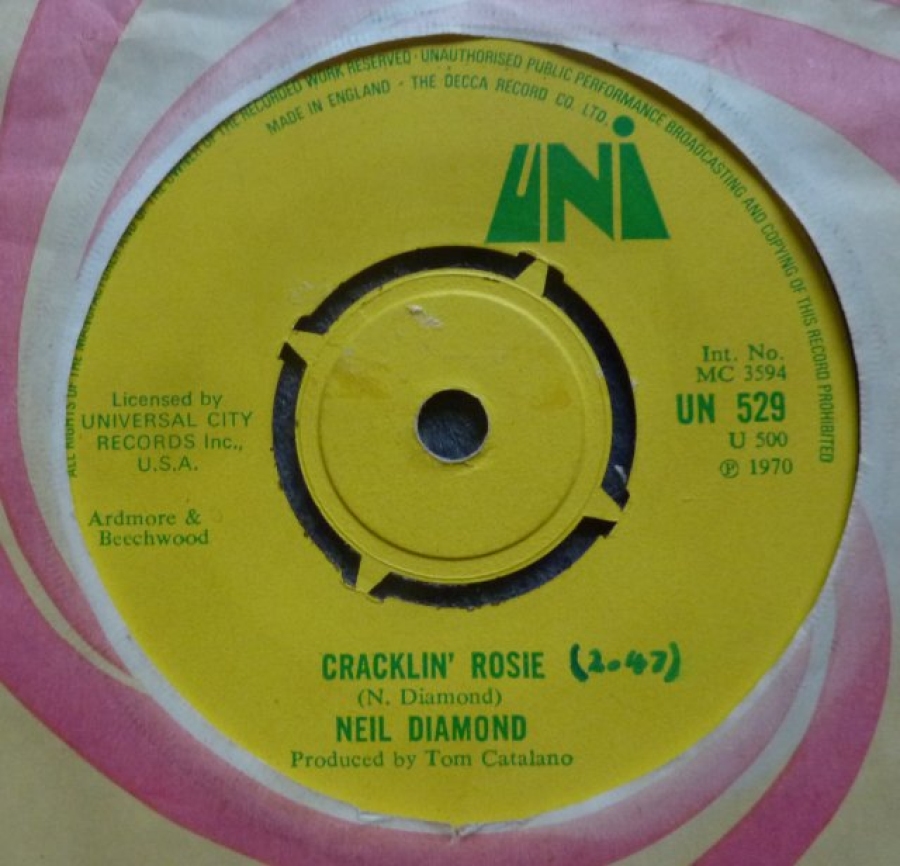 ALL RIGHTS OF THE
OF THE RECORDED WORK RESERVED · UNAUTHORISED PUBLIC PERFORMANCE BROADCASTING AND COPYING OF THIS RECORD PROHIBITED
MADE IN ENGLAND · THE DECCA RECORD CO. LTD.
UNi
Int. No.
MC 3594
UN 529
U 500
℗ 1970
Licensed by
UNIVERSAL CITY
RECORDS Inc.,
U.S.A.
Ardmore &
Beechwood
CRACKLIN' ROSIE (2.47)
(N. Diamond)
NEIL DIAMOND
Produced by Tom Catalano